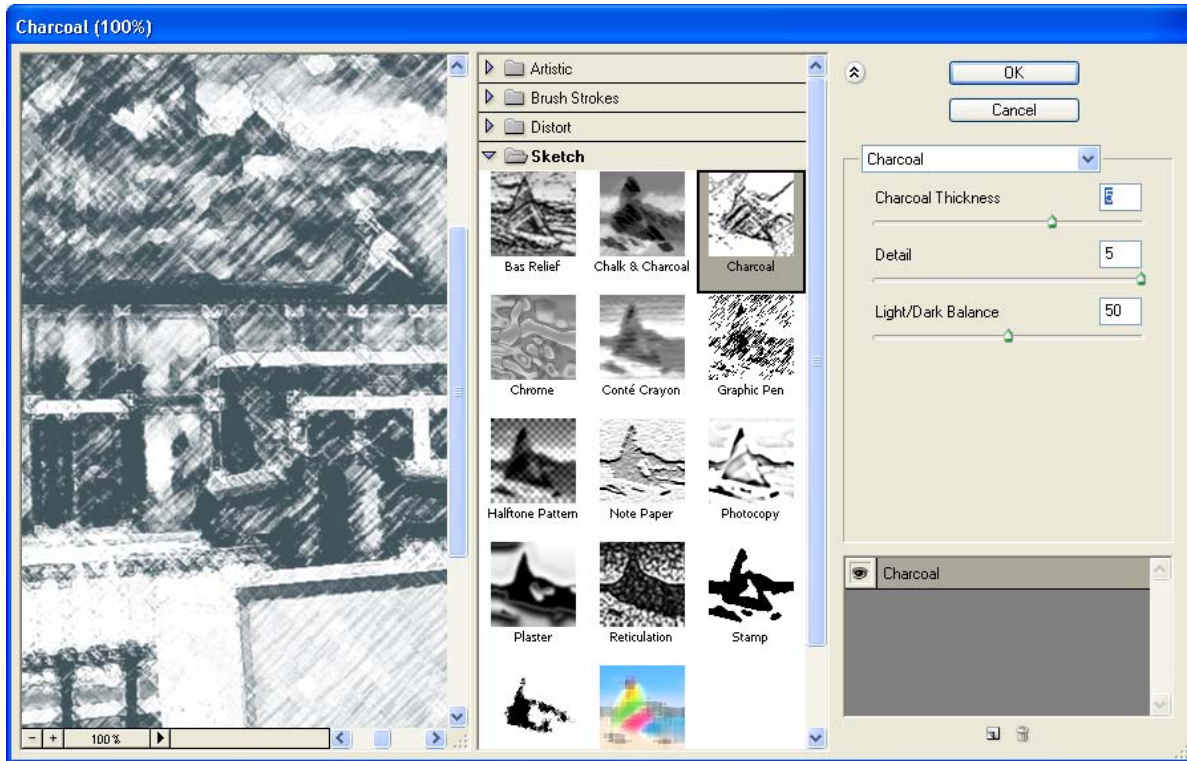 Charcoal (100%)
Artistic
Brush Strokes
Distort
Sketch
Bas Relief
Chalk & Charcoal
Charcoal
Chrome
Conté Crayon
Graphic Pen
Halftone Pattern
Note Paper
Photocopy
Plaster
Reticulation
Stamp
OK
Cancel
Charcoal
Charcoal Thickness
5
Detail
5
Light/Dark Balance
50
Charcoal
- + 100%